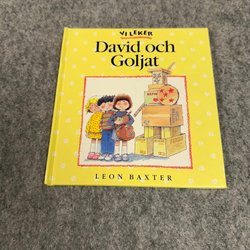 VI LEKER
David och
Goljat
LEON BAXTER